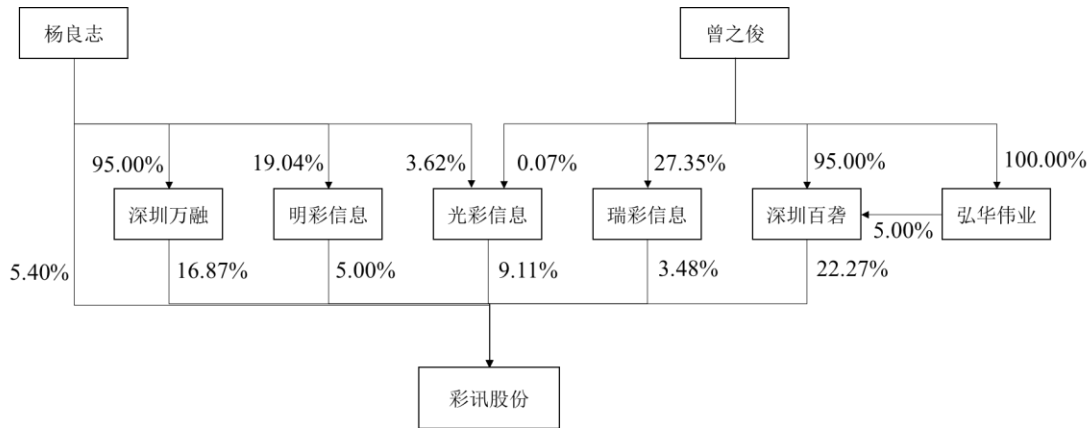 杨良志
曾之俊
95.00%
19.04%
3.62%
0.07%
27.35%
95.00%
100.00%
深圳万融
明彩信息
光彩信息
瑞彩信息
深圳百砻
弘华伟业
5.00%
5.40%
16.87%
5.00%
9.11%
3.48%
22.27%
彩讯股份